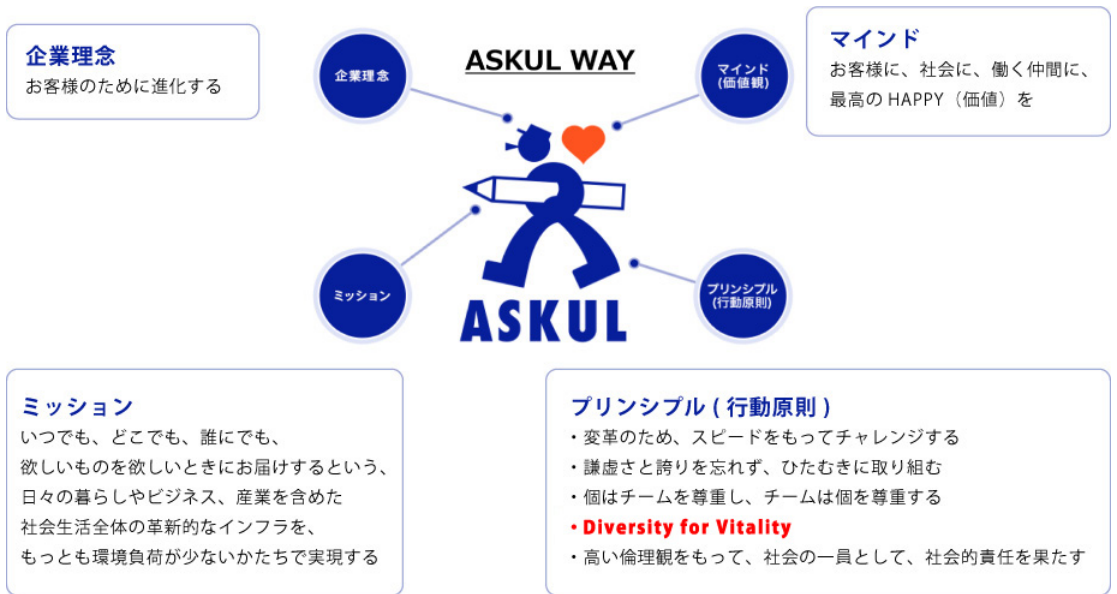 企業理念
お客様のために進化する
企業理念
ASKUL WAY
マインド
(価値観)
マインド
お客様に、社会に、働く仲間に、
最高の HAPPY（価値）を
ミッション
プリンシプル
(行動原則)
ASKUL
ミッション
いつでも、どこでも、誰にでも、
欲しいものを欲しいときにお届けするという、
日々の暮らしやビジネス、産業を含めた
社会生活全体の革新的なインフラを、
もっとも環境負荷が少ないかたちで実現する
プリンシプル ( 行動原則 )
・変革のため、スピードをもってチャレンジする
・謙虚さと誇りを忘れず、ひたむきに取り組む
・個はチームを尊重し、チームは個を尊重する
・Diversity for Vitality
・高い倫理観をもって、社会の一員として、社会的責任を果たす